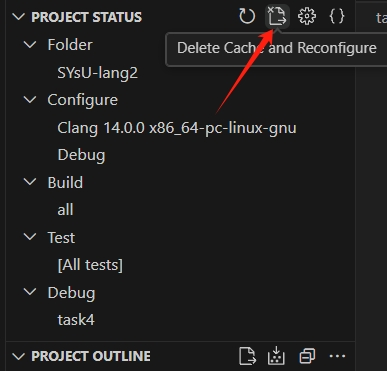 PROJECT STATUS
Delete Cache and Reconfigure
Folder
SYsU-lang2
Configure
Clang 14.0.0 x86_64-pc-linux-gnu
Debug
Build
all
Test
[All tests]
Debug
task4
PROJECT OUTLINE